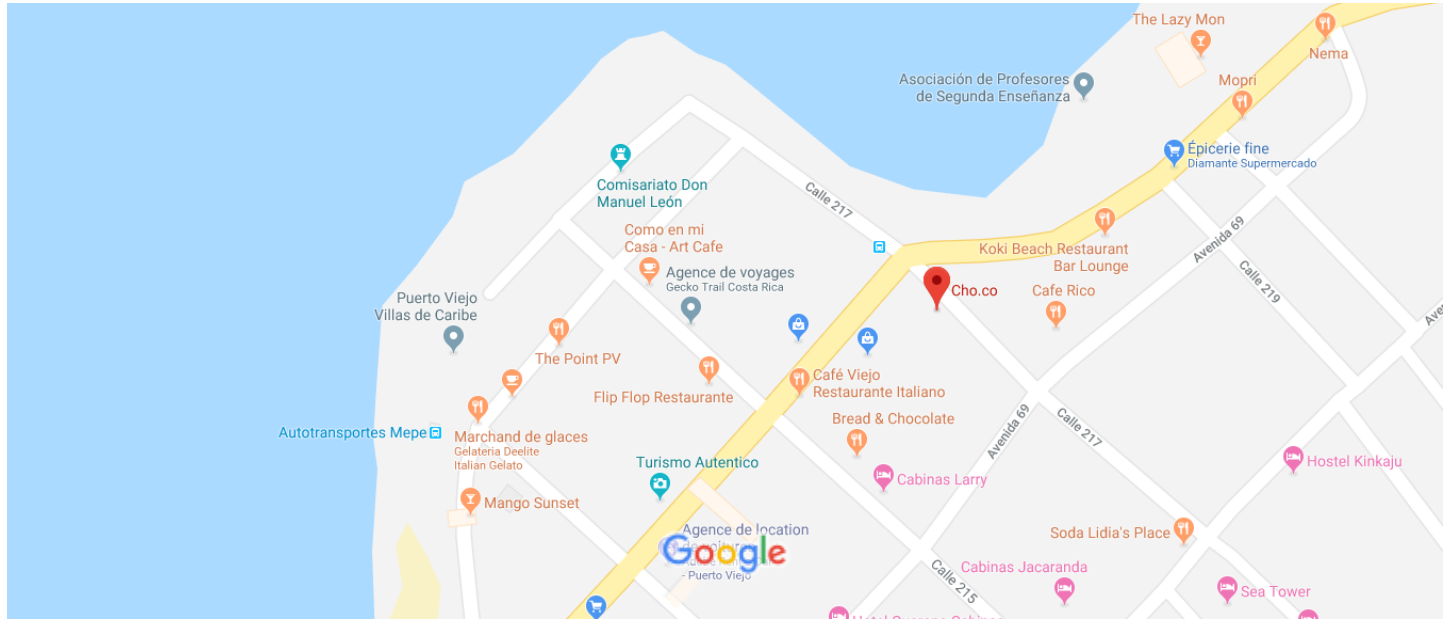 The Lazy Mon
Nema
Asociación de Profesores
de Segunda Enseñanza
Mopri
Épicerie fine
Diamante Supermercado
Comisariato Don
Manuel León
Calle 217
Como en mi
Casa - Art Cafe
Koki Beach Restaurant
Bar Lounge
Avenida 69
Calle 219
Agence de voyages
Gecko Trail Costa Rica
Cho.co
Cafe Rico
Puerto Viejo
Villas de Caribe
The Point PV
Café Viejo
Restaurante Italiano
Flip Flop Restaurante
Bread & Chocolate
Avenida 69
Calle 217
Autotransportes Mepe
Marchand de glaces
Gelateria Deelite
Italian Gelato
Turismo Autentico
Cabinas Larry
Hostel Kinkaju
Mango Sunset
Agence de location
Google
- Puerto Viejo
Soda Lidia's Place
Calle 215
Cabinas Jacaranda
Sea Tower